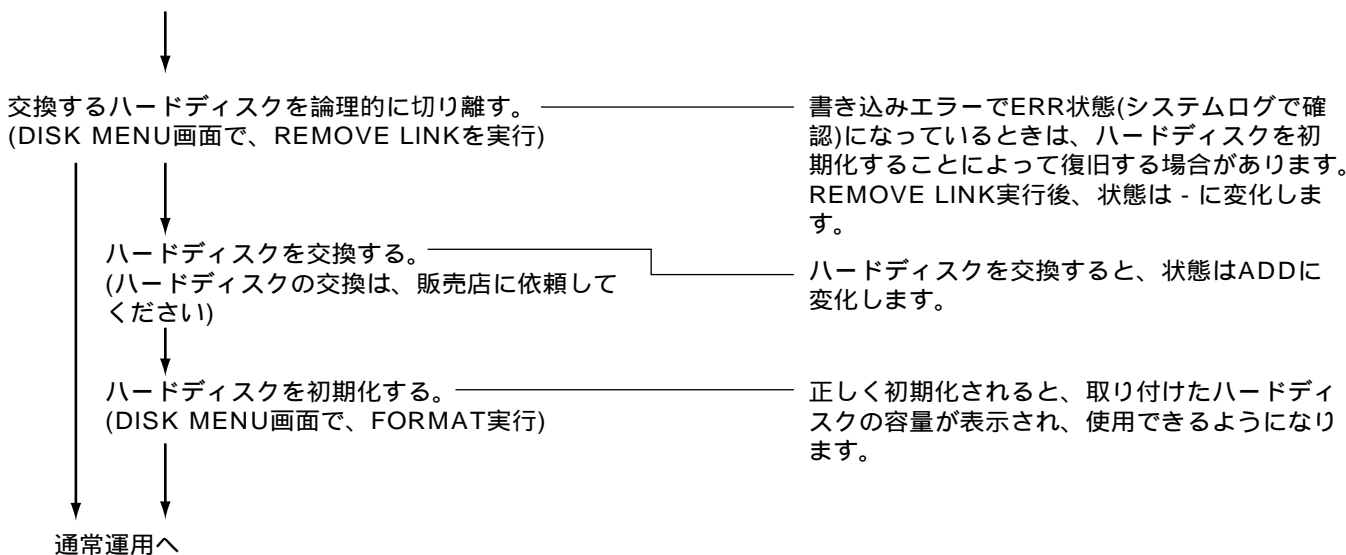 交換するハードディスクを論理的に切り離す。
(DISK MENU画面で、REMOVE LINKを実行)
書き込みエラーでERR状態(システムログで確
認)になっているときは、ハードディスクを初
期化することによって復旧する場合があります。
REMOVE LINK実行後、状態は - に変化しま
す。
ハードディスクを交換する。
(ハードディスクの交換は、販売店に依頼して
ください)
ハードディスクを交換すると、状態はADDに
変化します。
ハードディスクを初期化する。
(DISK MENU画面で、FORMAT実行)
正しく初期化されると、取り付けたハードディ
スクの容量が表示され、使用できるようになり
ます。
通常運用へ